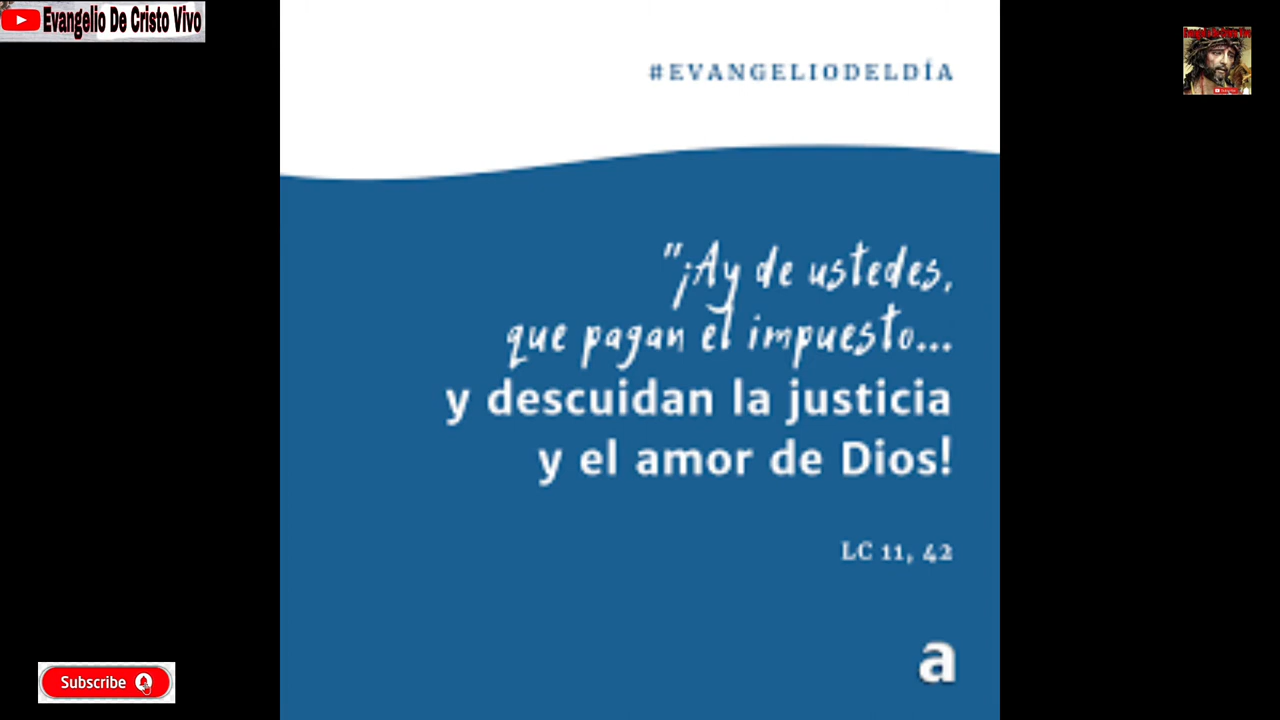 Evangelio De Cristo Vivo
#EVANGELIODELDÍA
"¡Ay de ustedes,
que pagan el impuesto...
y descuidan la justicia
y el amor de Dios!
LC 11, 42
a
Subscribe